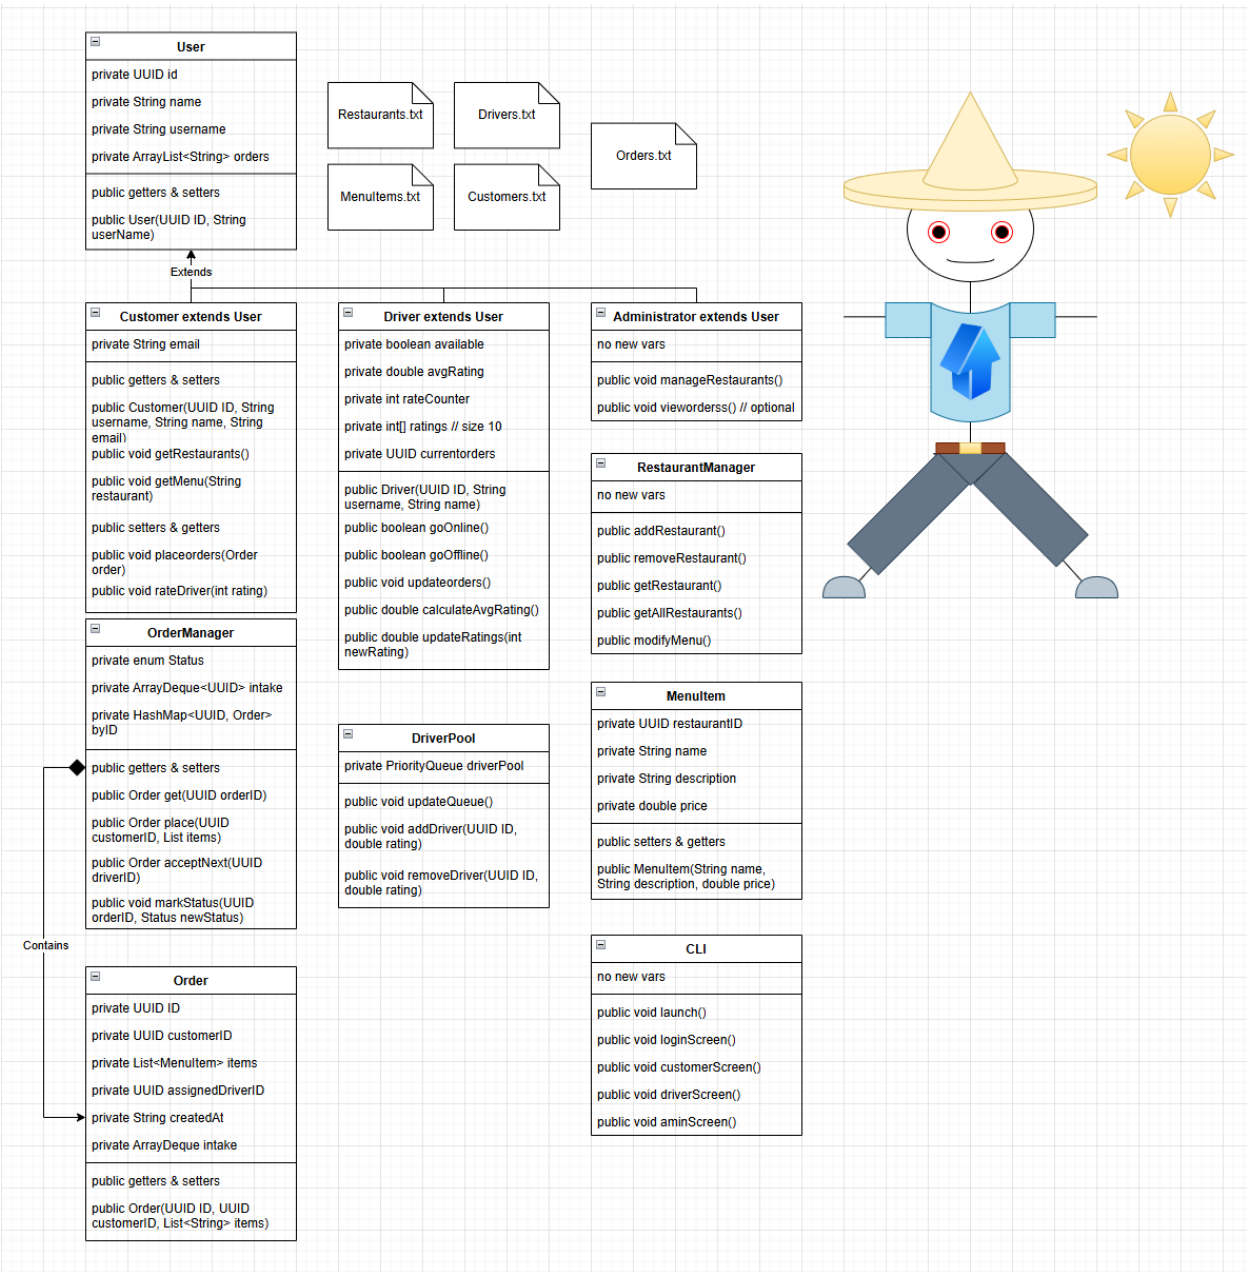 User
private UUID id
private String name
private String username
private ArrayList<String> orders
public getters & setters
public User(UUID ID, String
userName)
Restaurants.txt
Drivers.txt
MenuItems.txt
Customers.txt
Orders.txt
Extends
Customer extends User
private String email
public getters & setters
public Customer(UUID ID, String
username, String name, String
email)
public void getRestaurants()
public void getMenu(String
restaurant)
public setters & getters
public void placeorders(Order
order)
public void rateDriver(int rating)
Driver extends User
private boolean available
private double avgRating
private int rateCounter
private int[] ratings // size 10
private UUID currentorders
public Driver(UUID ID, String
username, String name)
public boolean goOnline()
public boolean goOffline()
public void updateorders()
public double calculateAvgRating()
public double updateRatings(int
newRating)
Administrator extends User
no new vars
public void manageRestaurants()
public void vieworderss() // optional
RestaurantManager
no new vars
public addRestaurant()
public removeRestaurant()
public getRestaurant()
public getAllRestaurants()
public modifyMenu()
OrderManager
private enum Status
private ArrayDeque<UUID> intake
private HashMap<UUID, Order>
byID
public getters & setters
public Order get(UUID orderID)
public Order place(UUID
customerID, List items)
public Order acceptNext(UUID
driverID)
public void markStatus(UUID
orderID, Status newStatus)
DriverPool
private PriorityQueue driverPool
public void updateQueue()
public void addDriver(UUID ID,
double rating)
public void removeDriver(UUID ID,
double rating)
MenuItem
private UUID restaurantID
private String name
private String description
private double price
public setters & getters
public MenuItem(String name,
String description, double price)
Contains
Order
private UUID ID
private UUID customerID
private List<MenuItem> items
private UUID assignedDriverID
private String createdAt
private ArrayDeque intake
public getters & setters
public Order(UUID ID, UUID
customerID, List<String> items)
CLI
no new vars
public void launch()
public void loginScreen()
public void customerScreen()
public void driverScreen()
public void aminScreen()